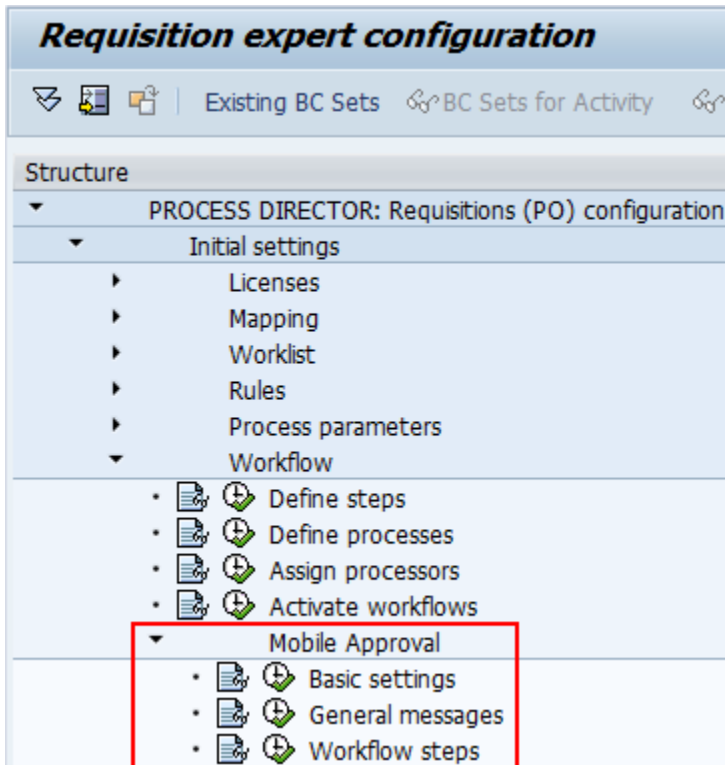 Requisition expert configuration
Existing BC Sets BC Sets for Activity
Structure
PROCESS DIRECTOR: Requisitions (PO) configuration
Initial settings
Licenses
Mapping
Worklist
Rules
Process parameters
Workflow
Define steps
Define processes
Assign processors
Activate workflows
Mobile Approval
Basic settings
General messages
Workflow steps